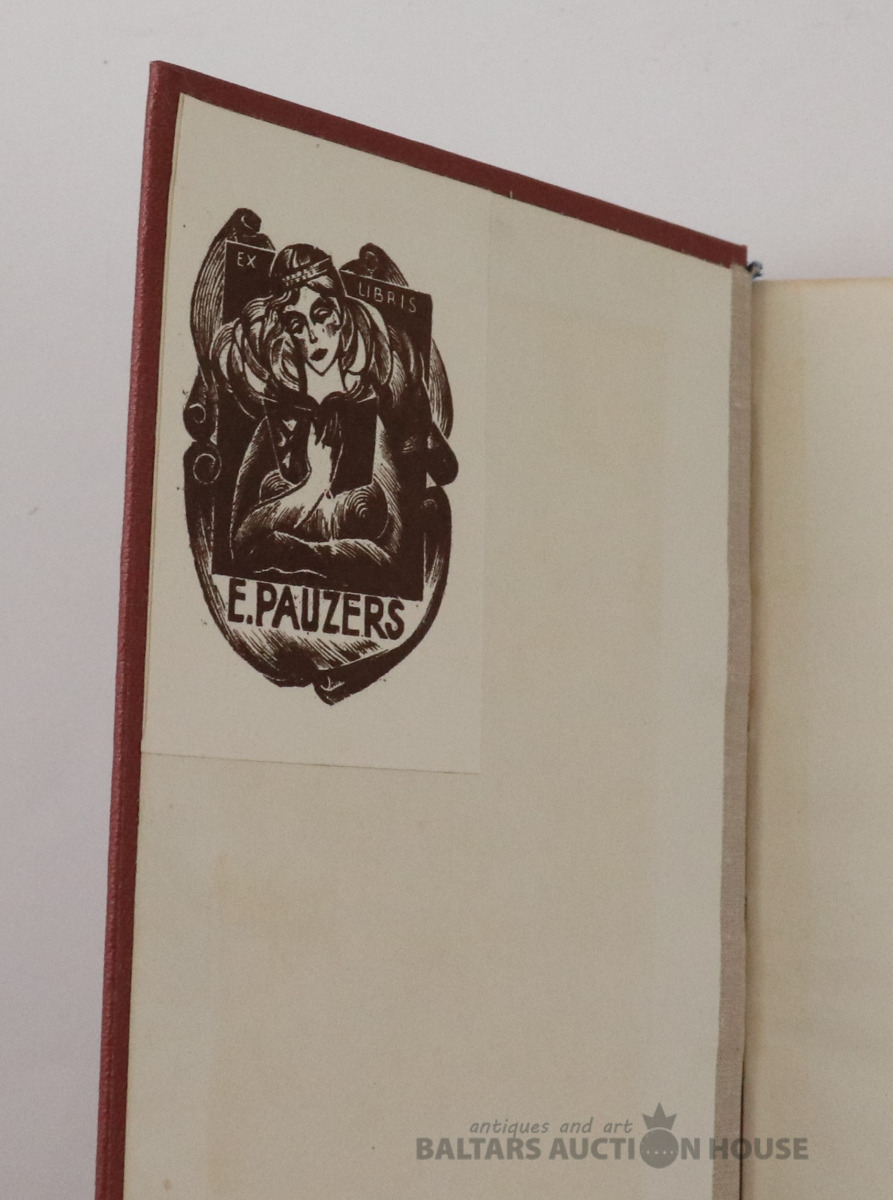 EX
LIBRIS
E.PAUZERS
antiques and art
BALTARS AUCTION HOUSE